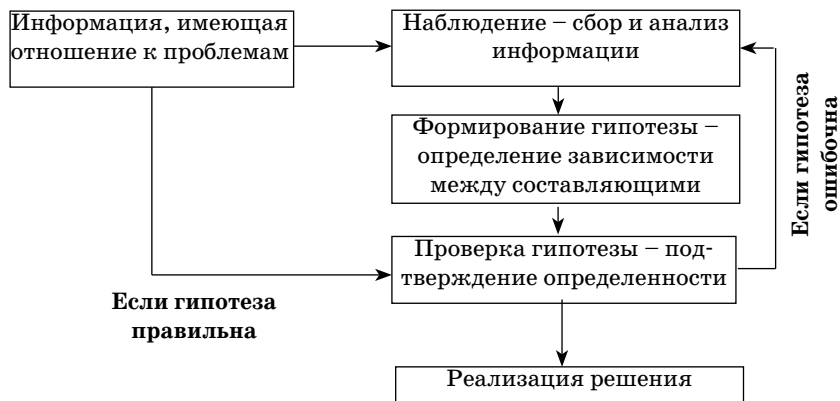 Информация, имеющая
отношение к проблемам
Наблюдение – сбор и анализ
информации
Формирование гипотезы –
определение зависимости
между составляющими
Проверка гипотезы – под-
тверждение определенности
Если гипотеза
ошибочна
Если гипотеза
правильна
Реализация решения